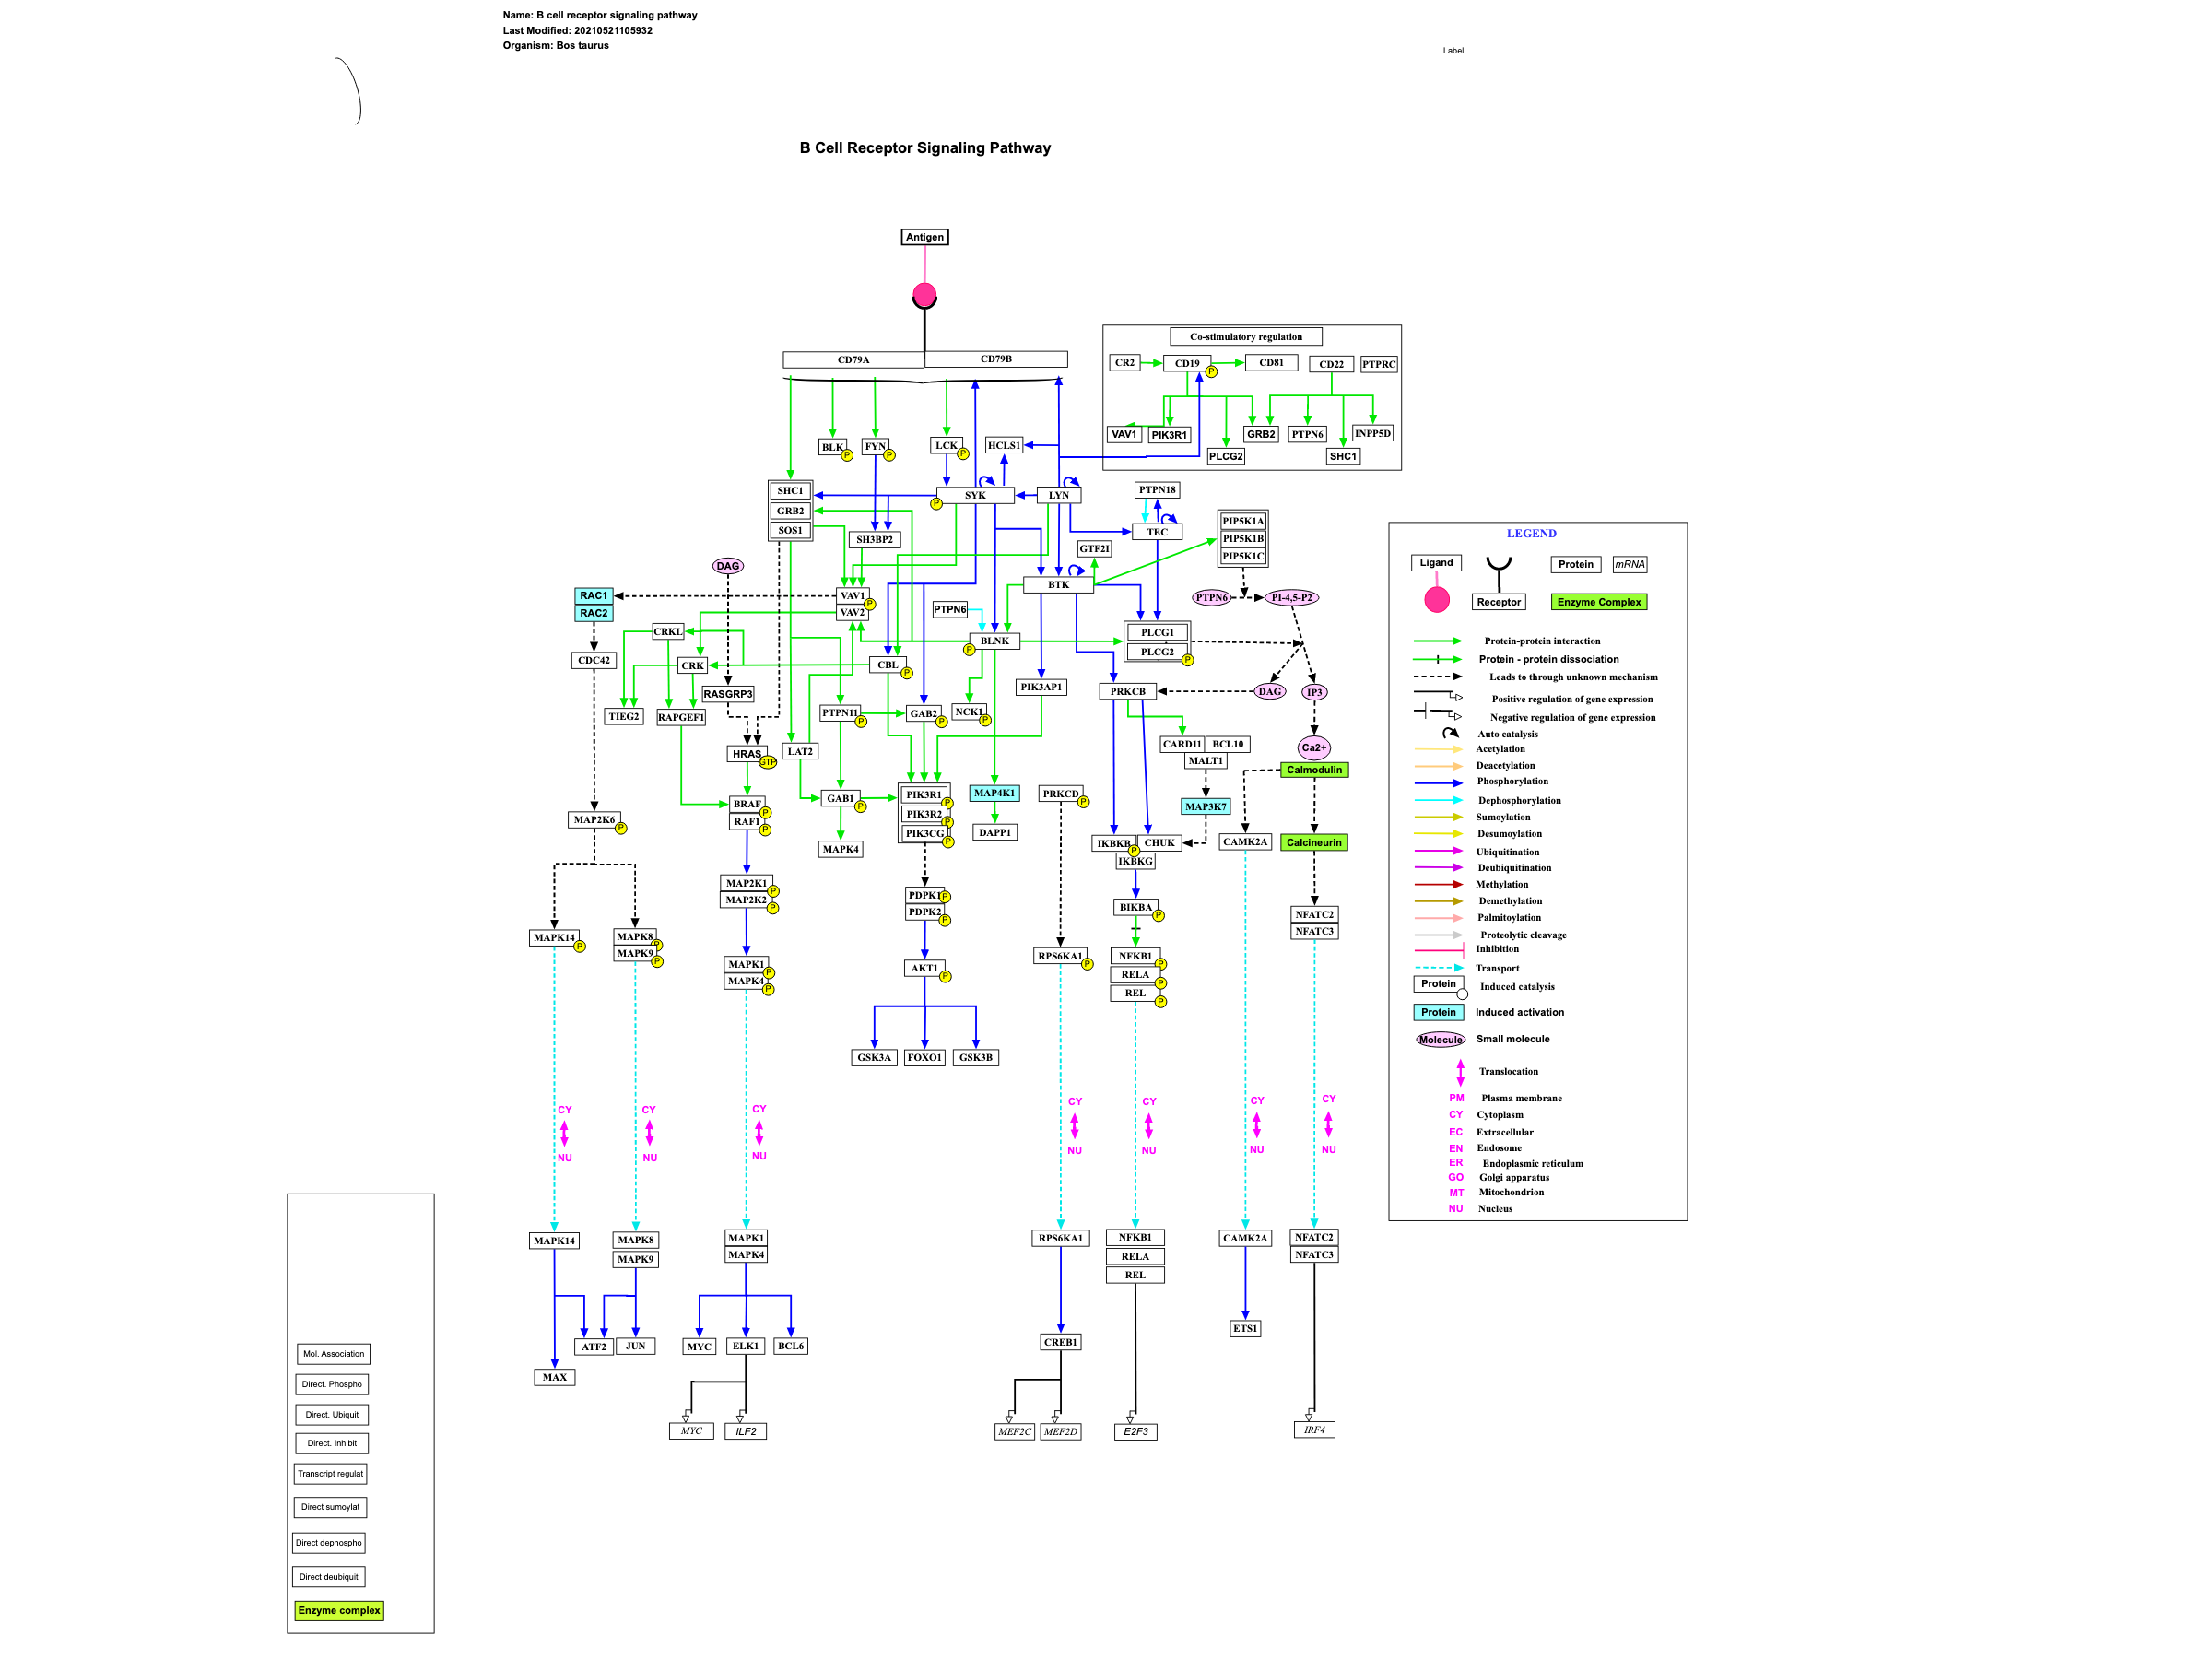 Name: B cell receptor signaling pathway
Last Modified: 20210521105932
Organism: Bos taurus
Label
B Cell Receptor Signaling Pathway
Antigen
CD79A
CD79B
Co-stimulatory regulation
CR2
CD19
P
CD81
CD22
PTPRC
VAV1
PIK3R1
GRB2
PTPN6
INPP5D
PLCG2
SHC1
BLK
P
FYN
P
LCK
P
HCLS1
SHC1
GRB2
SOS1
SYK
P
LYN
PTPN18
TEC
PIP5K1A
PIP5K1B
PIP5K1C
SH3BP2
GTF2I
DAG
BTK
RAC1
RAC2
VAV1
P
VAV2
PTPN6
PTPN6
PI-4,5-P2
CRKL
BLNK
P
PLCG1
PLCG2
P
CDC42
CRK
CBL
P
RASGRP3
PIK3AP1
PRKCB
DAG
IP3
TIEG2
RAPGEF1
PTPN11
P
GAB2
P
NCK1
P
HRAS
GTP
LAT2
CARD11
BCL10
MALT1
Ca2+
Calmodulin
BRAF
P
RAF1
P
GAB1
P
PIK3R1
P
PIK3R2
P
PIK3CG
P
MAP4K1
PRKCD
P
MAP3K7
MAP2K6
P
DAPP1
MAPK4
IKBKB
P
CHUK
IKBKG
CAMK2A
Calcineurin
MAP2K1
P
MAP2K2
P
PDPK1
P
PDPK2
P
BIKBA
P
NFATC2
NFATC3
MAPK14
P
MAPK8
P
MAPK9
P
MAPK1
P
MAPK4
P
AKT1
P
RPS6KA1
P
NFKB1
P
RELA
P
REL
P
GSK3A
FOXO1
GSK3B
CY
NU
CY
NU
CY
NU
CY
NU
CY
NU
CY
NU
CY
NU
MAPK14
MAPK8
MAPK9
MAPK1
MAPK4
RPS6KA1
NFKB1
RELA
REL
CAMK2A
NFATC2
NFATC3
ATF2
JUN
MYC
ELK1
BCL6
CREB1
ETS1
MAX
MYC
ILF2
MEF2C
MEF2D
E2F3
IRF4
LEGEND
Ligand
Receptor
Protein
mRNA
Enzyme Complex
Protein-protein interaction
Protein - protein dissociation
Leads to through unknown mechanism
Positive regulation of gene expression
Negative regulation of gene expression
Auto catalysis
Acetylation
Deacetylation
Phosphorylation
Dephosphorylation
Sumoylation
Desumoylation
Ubiquitination
Deubiquitination
Methylation
Demethylation
Palmitoylation
Proteolytic cleavage
Inhibition
Transport
Protein
Induced catalysis
Protein
Induced activation
Molecule
Small molecule
Translocation
PM Plasma membrane
CY Cytoplasm
EC Extracellular
EN Endosome
ER Endoplasmic reticulum
GO Golgi apparatus
MT Mitochondrion
NU Nucleus
Mol. Association
Direct. Phospho
Direct. Ubiquit
Direct. Inhibit
Transcript regulat
Direct sumoylat
Direct dephospho
Direct deubiquit
Enzyme complex